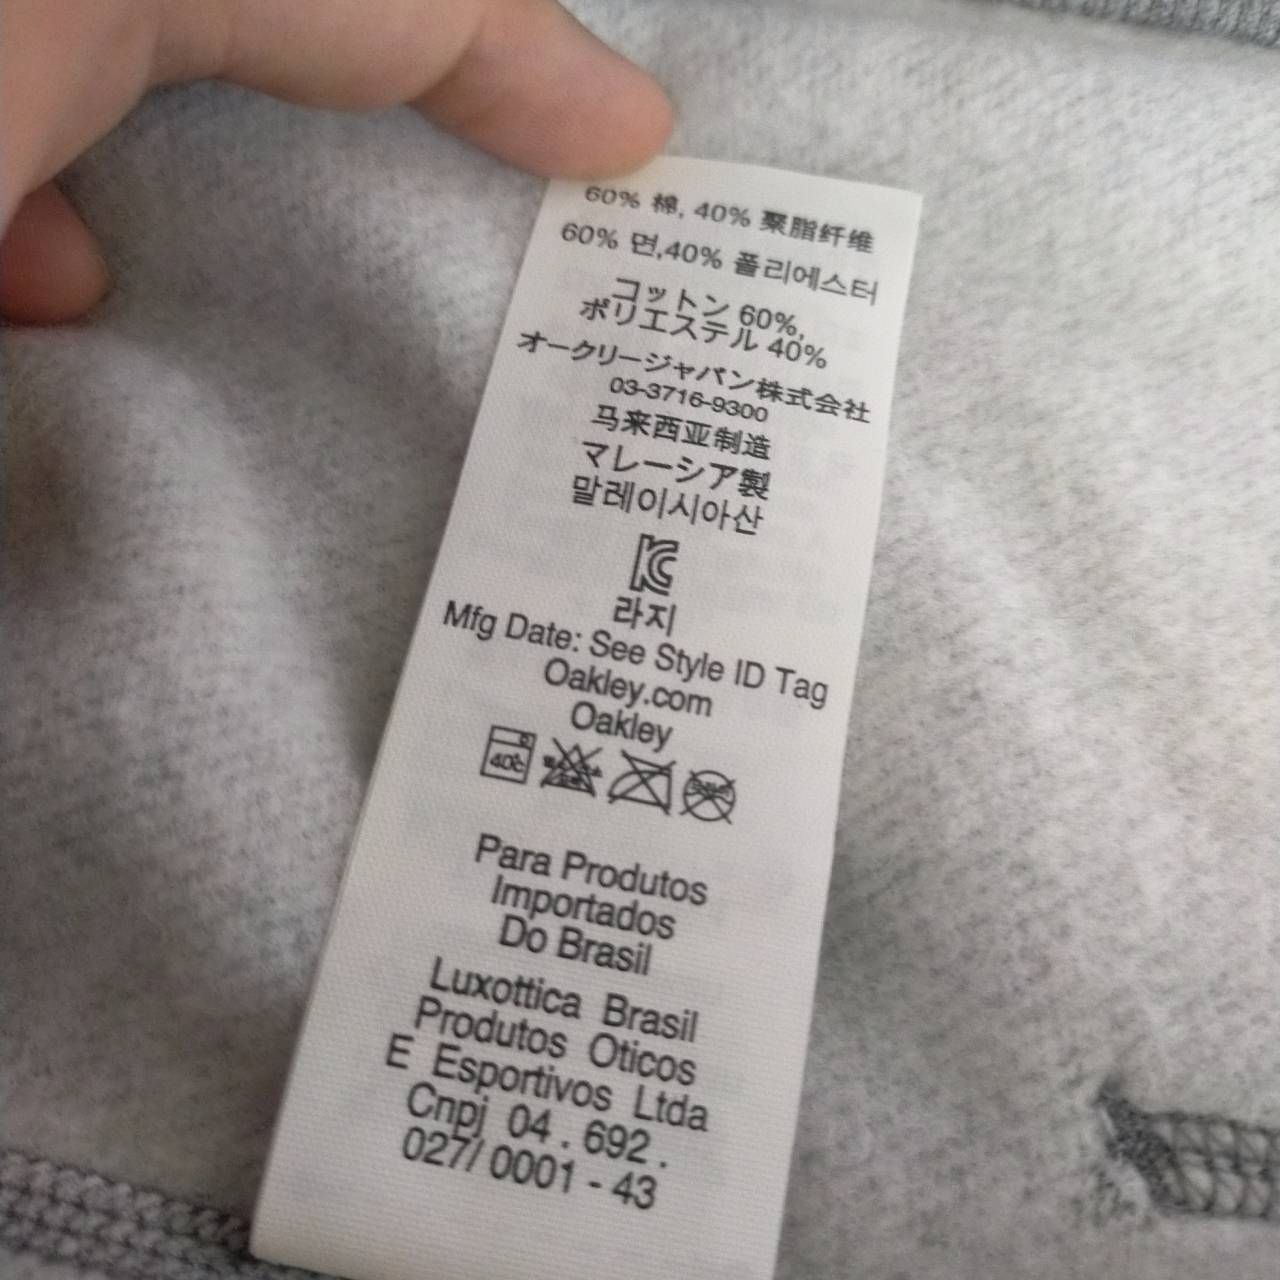 60% 棉, 40% 聚脂纤维
60% 면,40% 폴리에스터
コットン 60%,
ポリエステル 40%
オークリージャパン株式会社
03-3716-9300
马来西亚制造
マレーシア製
말레이시아산
KC
라지
Mfg Date: See Style ID Tag
Oakley.com
Oakley
40℃
Para Produtos
Importados
Do Brasil
Luxottica Brasil
Produtos Oticos
E Esportivos Ltda
Cnpj 04 . 692 .
027/ 0001 - 43